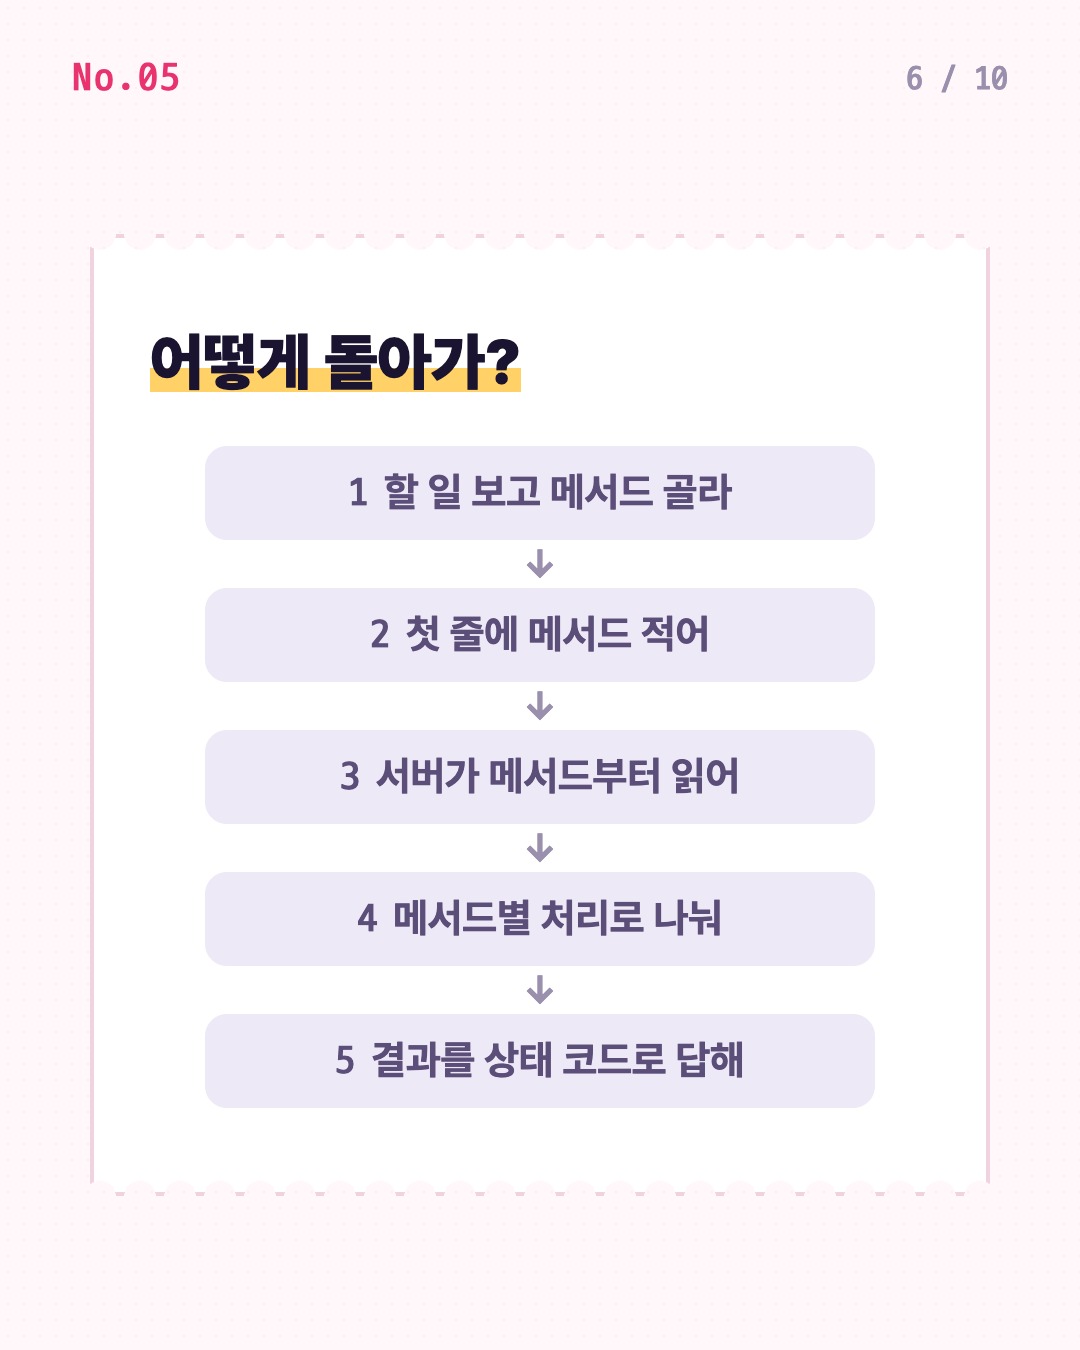 No.05
6 / 10
어떻게 돌아가?
1 할 일 보고 메서드 골라
↓
2 첫 줄에 메서드 적어
↓
3 서버가 메서드부터 읽어
↓
4 메서드별 처리로 나눠
↓
5 결과를 상태 코드로 답해